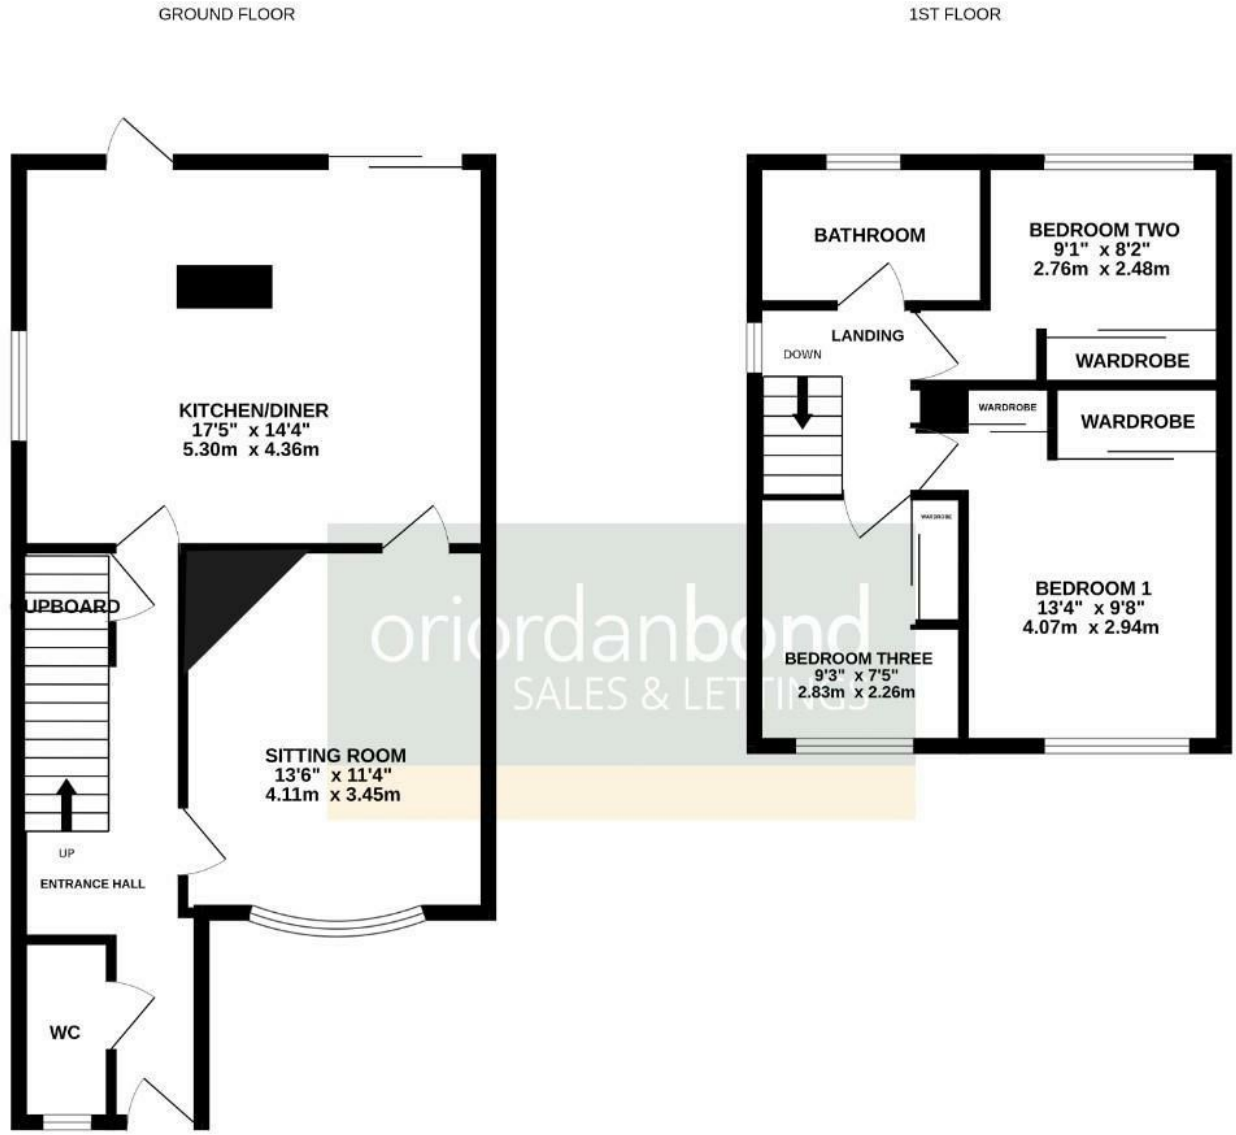 GROUND FLOOR
1ST FLOOR
KITCHEN/DINER
17'5" x 14'4"
5.30m x 4.36m
CUPBOARD
SITTING ROOM
13'6" x 11'4"
4.11m x 3.45m
UP
ENTRANCE HALL
WC
BATHROOM
BEDROOM TWO
9'1" x 8'2"
2.76m x 2.48m
LANDING
DOWN
WARDROBE
WARDROBE
WARDROBE
WARDROBE
BEDROOM 1
13'4" x 9'8"
4.07m x 2.94m
BEDROOM THREE
9'3" x 7'5"
2.83m x 2.26m
oriordanbond
SALES & LETTINGS